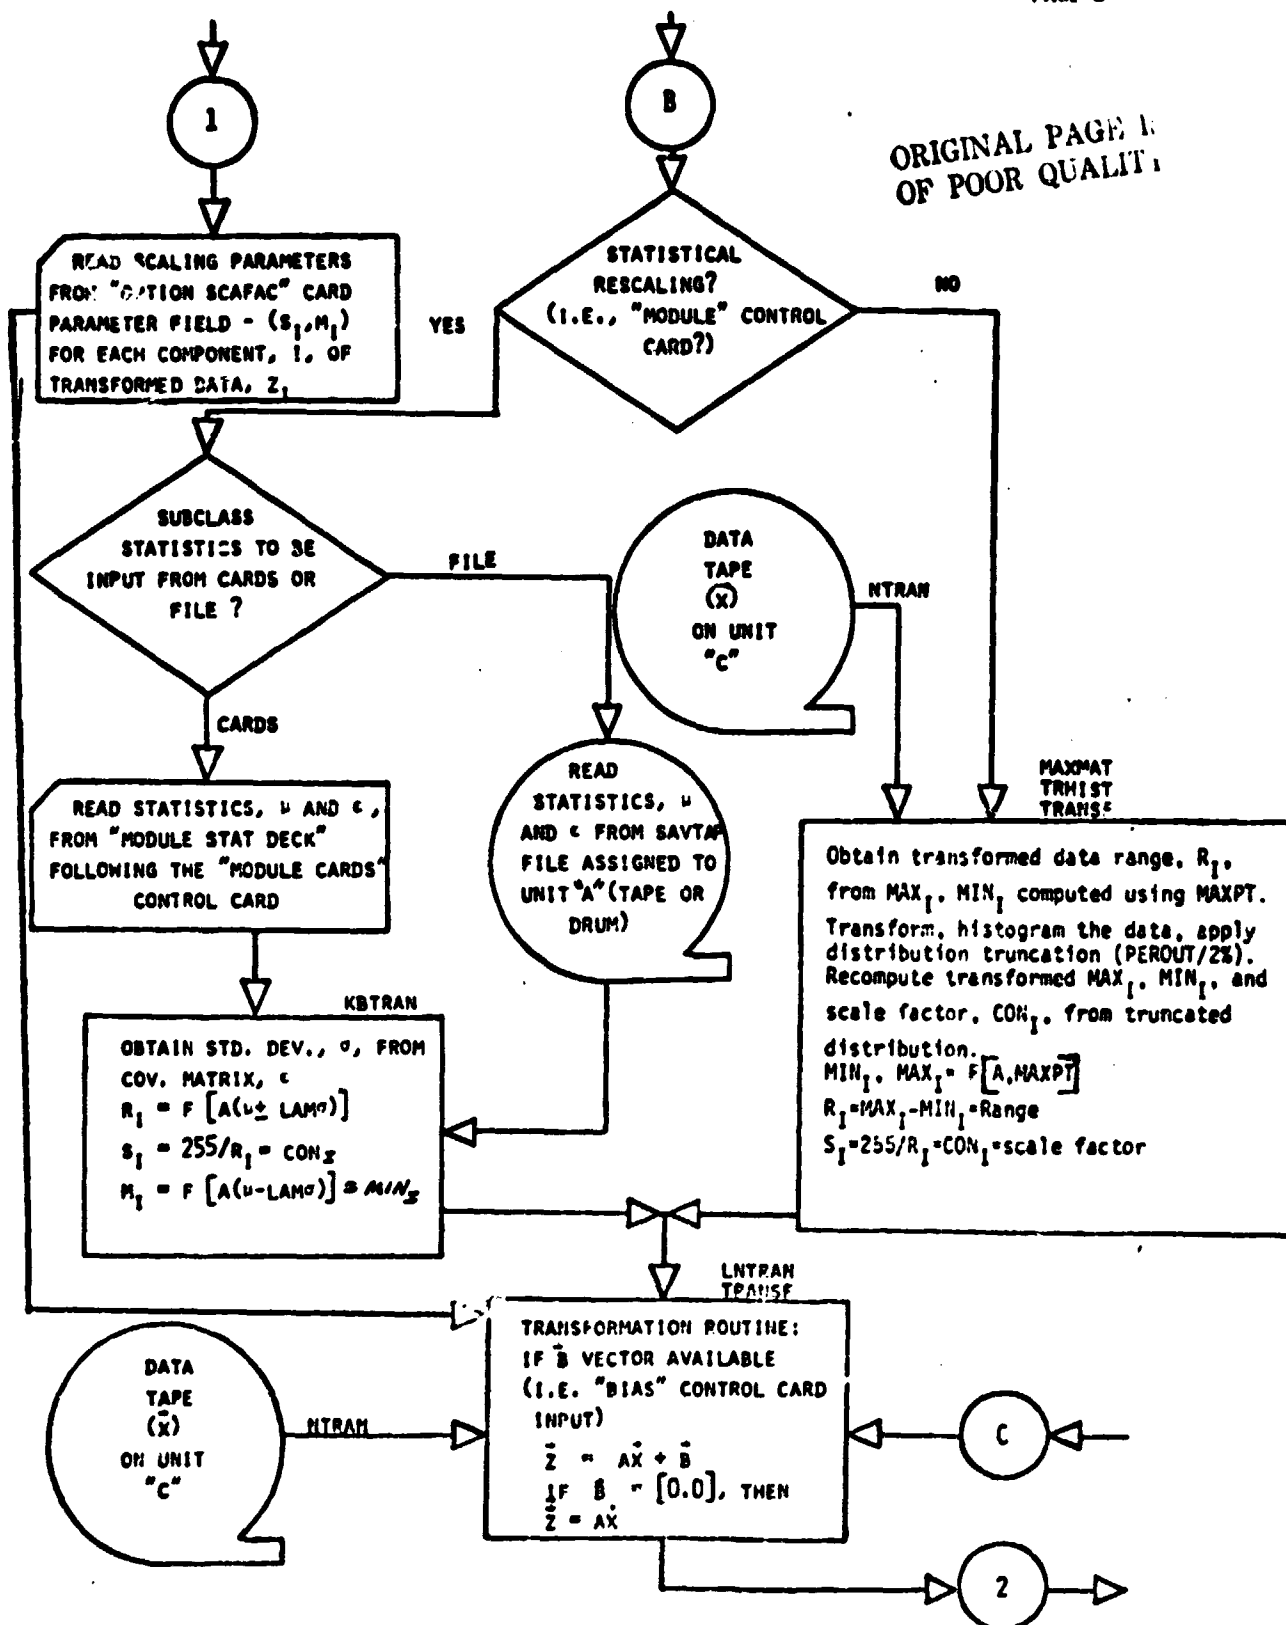 ORIGINAL PAGE
OF POOR QUALIT
1
B
READ SCALING PARAMETERS
FROM "OPTION SCAFAC" CARD
PARAMETER FIELD - (S_I,M_I)
FOR EACH COMPONENT, I, OF
TRANSFORMED DATA, Z_I
STATISTICAL
RESCALING?
(I.E., "MODULE" CONTROL
CARD?)
YES
NO
SUBCLASS
STATISTICS TO BE
INPUT FROM CARDS OR
FILE ?
FILE
CARDS
DATA
TAPE
(X)
ON UNIT
"C"
NTRAN
READ STATISTICS, μ AND ε,
FROM "MODULE STAT DECK"
FOLLOWING THE "MODULE CARDS"
CONTROL CARD
READ
STATISTICS, μ
AND ε FROM SAVTAP
FILE ASSIGNED TO
UNIT "A" (TAPE OR
DRUM)
MAXMAT
TRHIST
TRANSF
Obtain transformed data range, R_I,
from MAX_I, MIN_I computed using MAXPT.
Transform, histogram the data, apply
distribution truncation (PEROUT/2%).
Recompute transformed MAX_I, MIN_I, and
scale factor, CON_I, from truncated
distribution.
MIN_I, MAX_I = F[A,MAXPT]
R_I=MAX_I-MIN_I=Range
S_I=255/R_I=CON_I=scale factor
KBTRAN
OBTAIN STD. DEV., σ, FROM
COV. MATRIX, ε
R_I = F [A(μ± LAMσ)]
S_I = 255/R_I = CON_I
M_I = F [A(μ-LAMσ)] = MIN_I
LNTRAN
TRANSF
TRANSFORMATION ROUTINE:
IF B⃗ VECTOR AVAILABLE
(I.E. "BIAS" CONTROL CARD
INPUT)
Z⃗ = AX⃗ + B⃗
IF B⃗ = [0.0], THEN
Z⃗ = AX⃗
DATA
TAPE
(X⃗)
ON UNIT
"C"
NTRAN
C
2